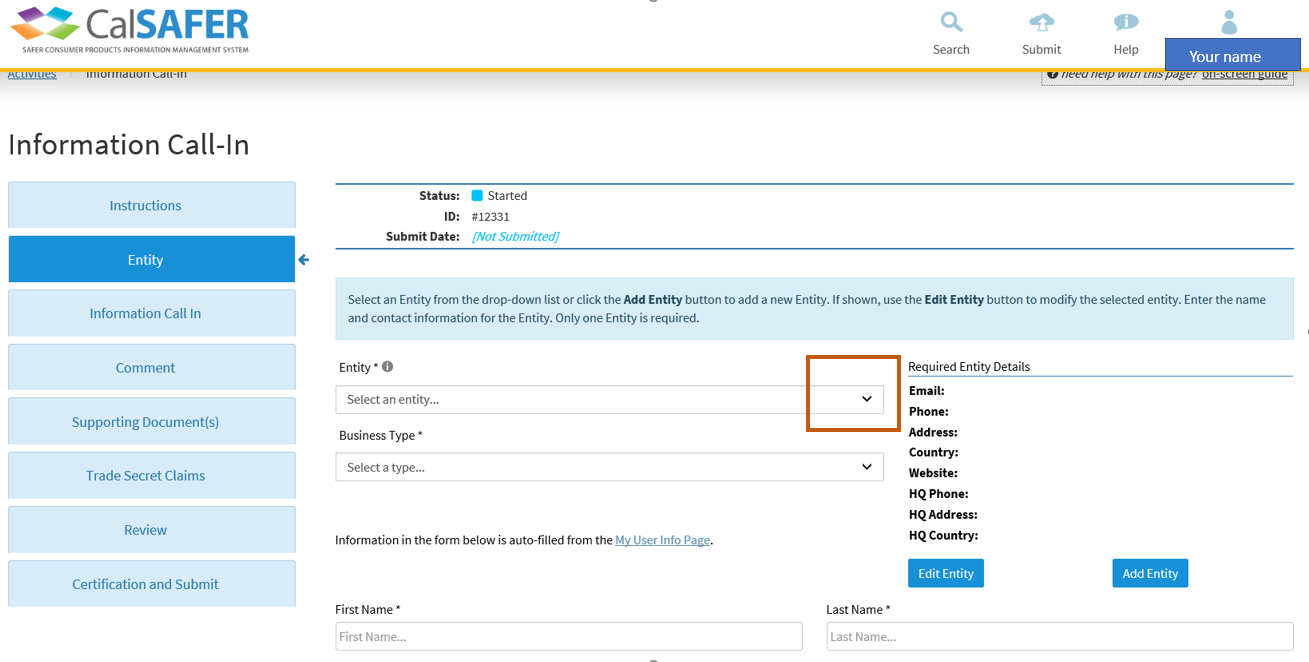 CalSAFER
SAFER CONSUMER PRODUCTS INFORMATION MANAGEMENT SYSTEM
Search
Submit
Help
Your name
Activities
Information Call-In
need help with this page? on-screen guide
Information Call-In
Instructions
Entity
Information Call In
Comment
Supporting Document(s)
Trade Secret Claims
Review
Certification and Submit
Status: Started
ID: #12331
Submit Date: [Not Submitted]
Select an Entity from the drop-down list or click the Add Entity button to add a new Entity. If shown, use the Edit Entity button to modify the selected entity. Enter the name
and contact information for the Entity. Only one Entity is required.
Entity *
Select an entity...
Business Type *
Select a type...
Required Entity Details
Email:
Phone:
Address:
Country:
Website:
HQ Phone:
HQ Address:
HQ Country:
Edit Entity
Add Entity
Information in the form below is auto-filled from the My User Info Page.
First Name *
First Name...
Last Name *
Last Name...